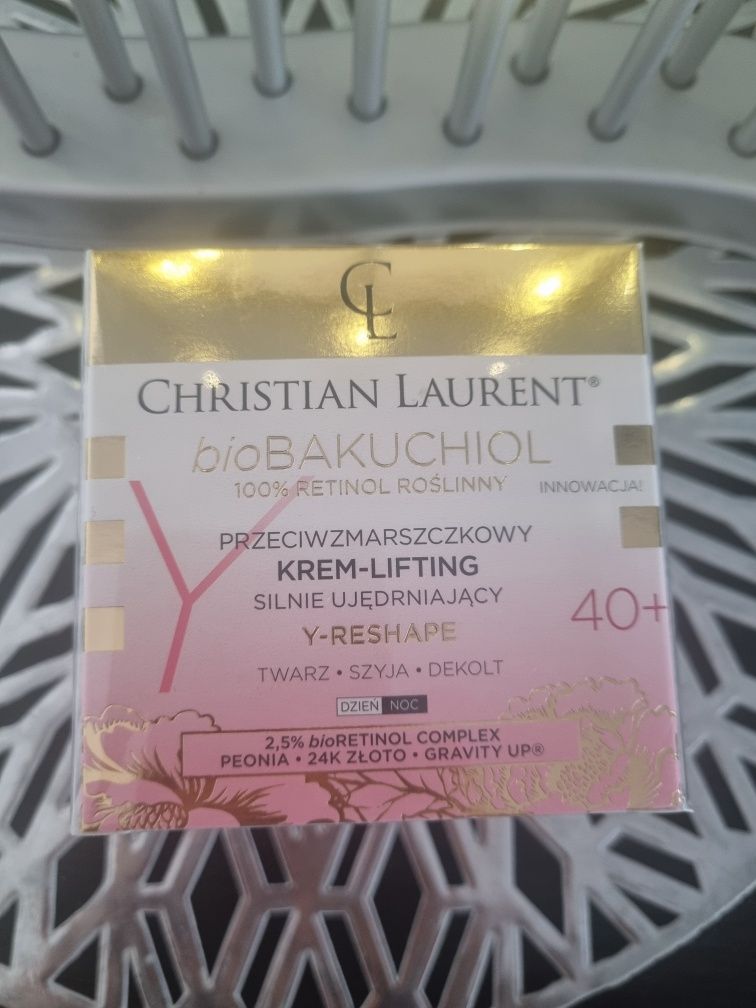 CL
CHRISTIAN LAURENT®
bioBAKUCHIOL
100% RETINOL ROŚLINNY
INNOWACJA!
Y
PRZECIWZMARSZCZKOWY
KREM-LIFTING
SILNIE UJĘDRNIAJĄCY
40+
Y-RESHAPE
TWARZ • SZYJA • DEKOLT
DZIEŃ NOC
2,5% bioRETINOL COMPLEX
PEONIA • 24K ZŁOTO • GRAVITY UP®